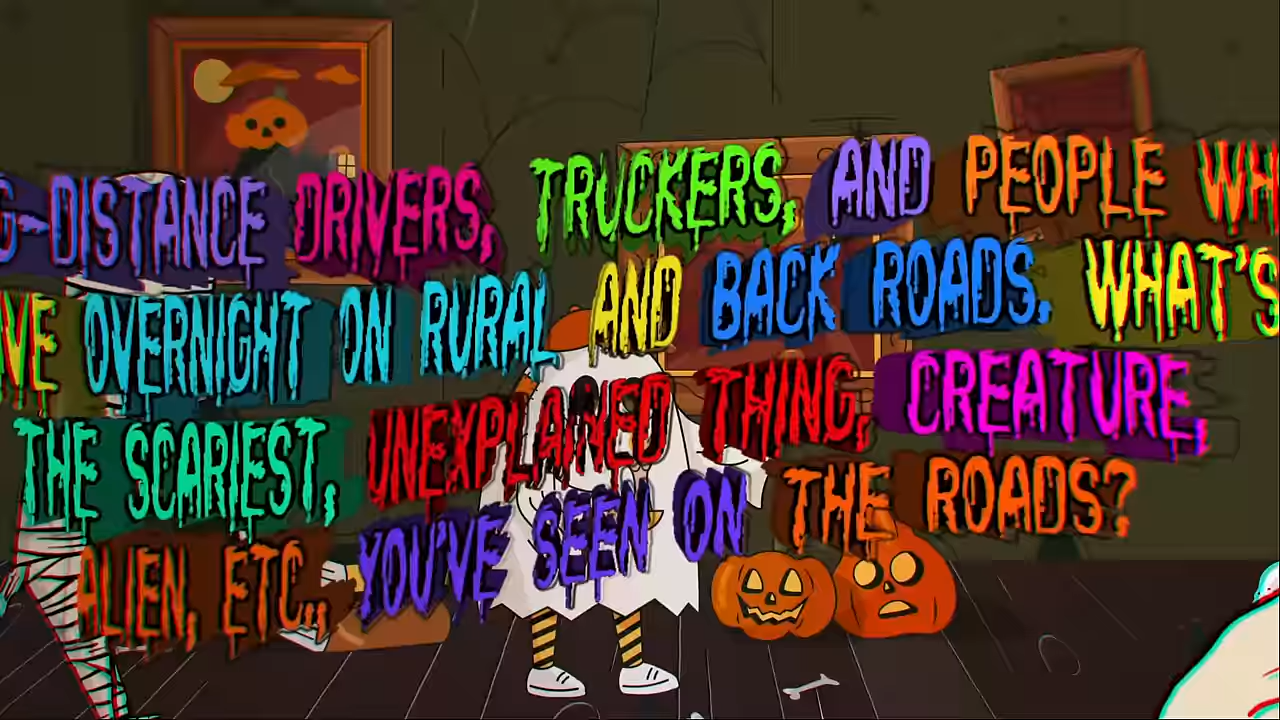 G-DISTANCE DRIVERS, TRUCKERS, AND PEOPLE WH
VE OVERNIGHT ON RURAL AND BACK ROADS. WHAT'S
THE SCARIEST, UNEXPLAINED THING, CREATURE,
ALIEN, ETC., YOU'VE SEEN ON THE ROADS?